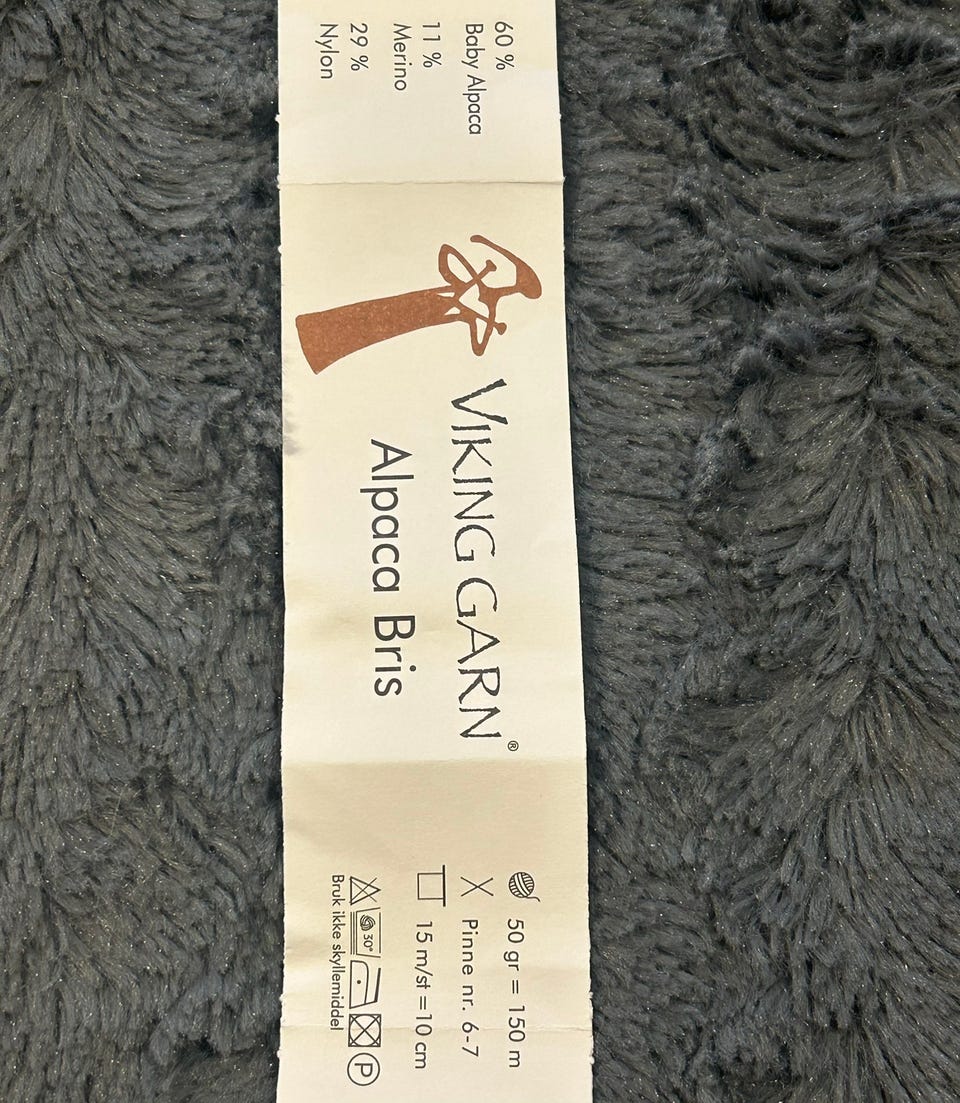 60 %
Baby Alpaca
11 %
Merino
29 %
Nylon
VIKING GARN®
Alpaca Bris
50 gr = 150 m
Pinne nr. 6-7
15 m/st =10 cm
30°
P
Bruk ikke skyllemiddel